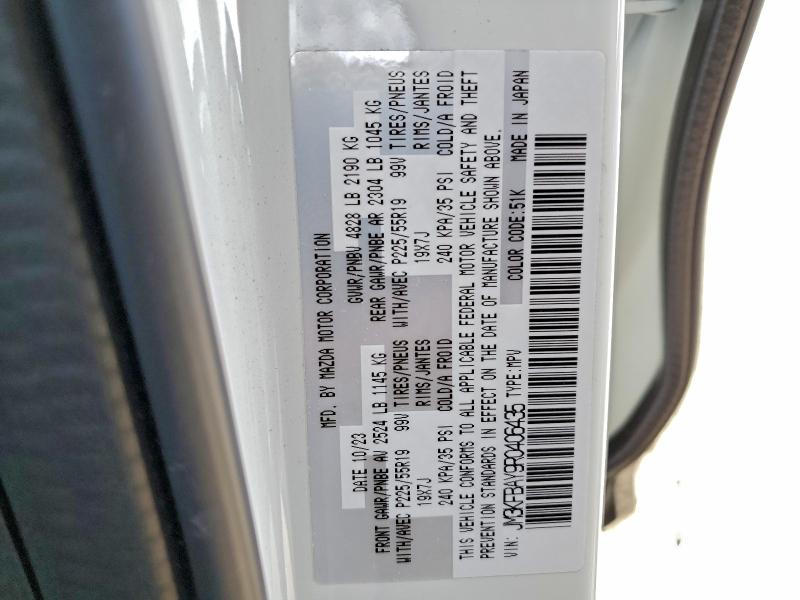 MFD. BY MAZDA MOTOR CORPORATION
DATE 10/23 GVWR/PNBV 4828 LB 2190 KG
FRONT GAWR/PNBE AV 2524 LB 1145 KG REAR GAWR/PNBE AR 2304 LB 1045 KG
WITH/AVEC P225/55R19 99V TIRES/PNEUS WITH/AVEC P225/55R19 99V TIRES/PNEUS
19X7J RIMS/JANTES 19X7J RIMS/JANTES
240 KPA/35 PSI COLD/A FROID 240 KPA/35 PSI COLD/A FROID
THIS VEHICLE CONFORMS TO ALL APPLICABLE FEDERAL MOTOR VEHICLE SAFETY AND THEFT
PREVENTION STANDARDS IN EFFECT ON THE DATE OF MANUFACTURE SHOWN ABOVE.
VIN: JM3KFBAY9R0406435 TYPE:MPV COLOR CODE:51K MADE IN JAPAN